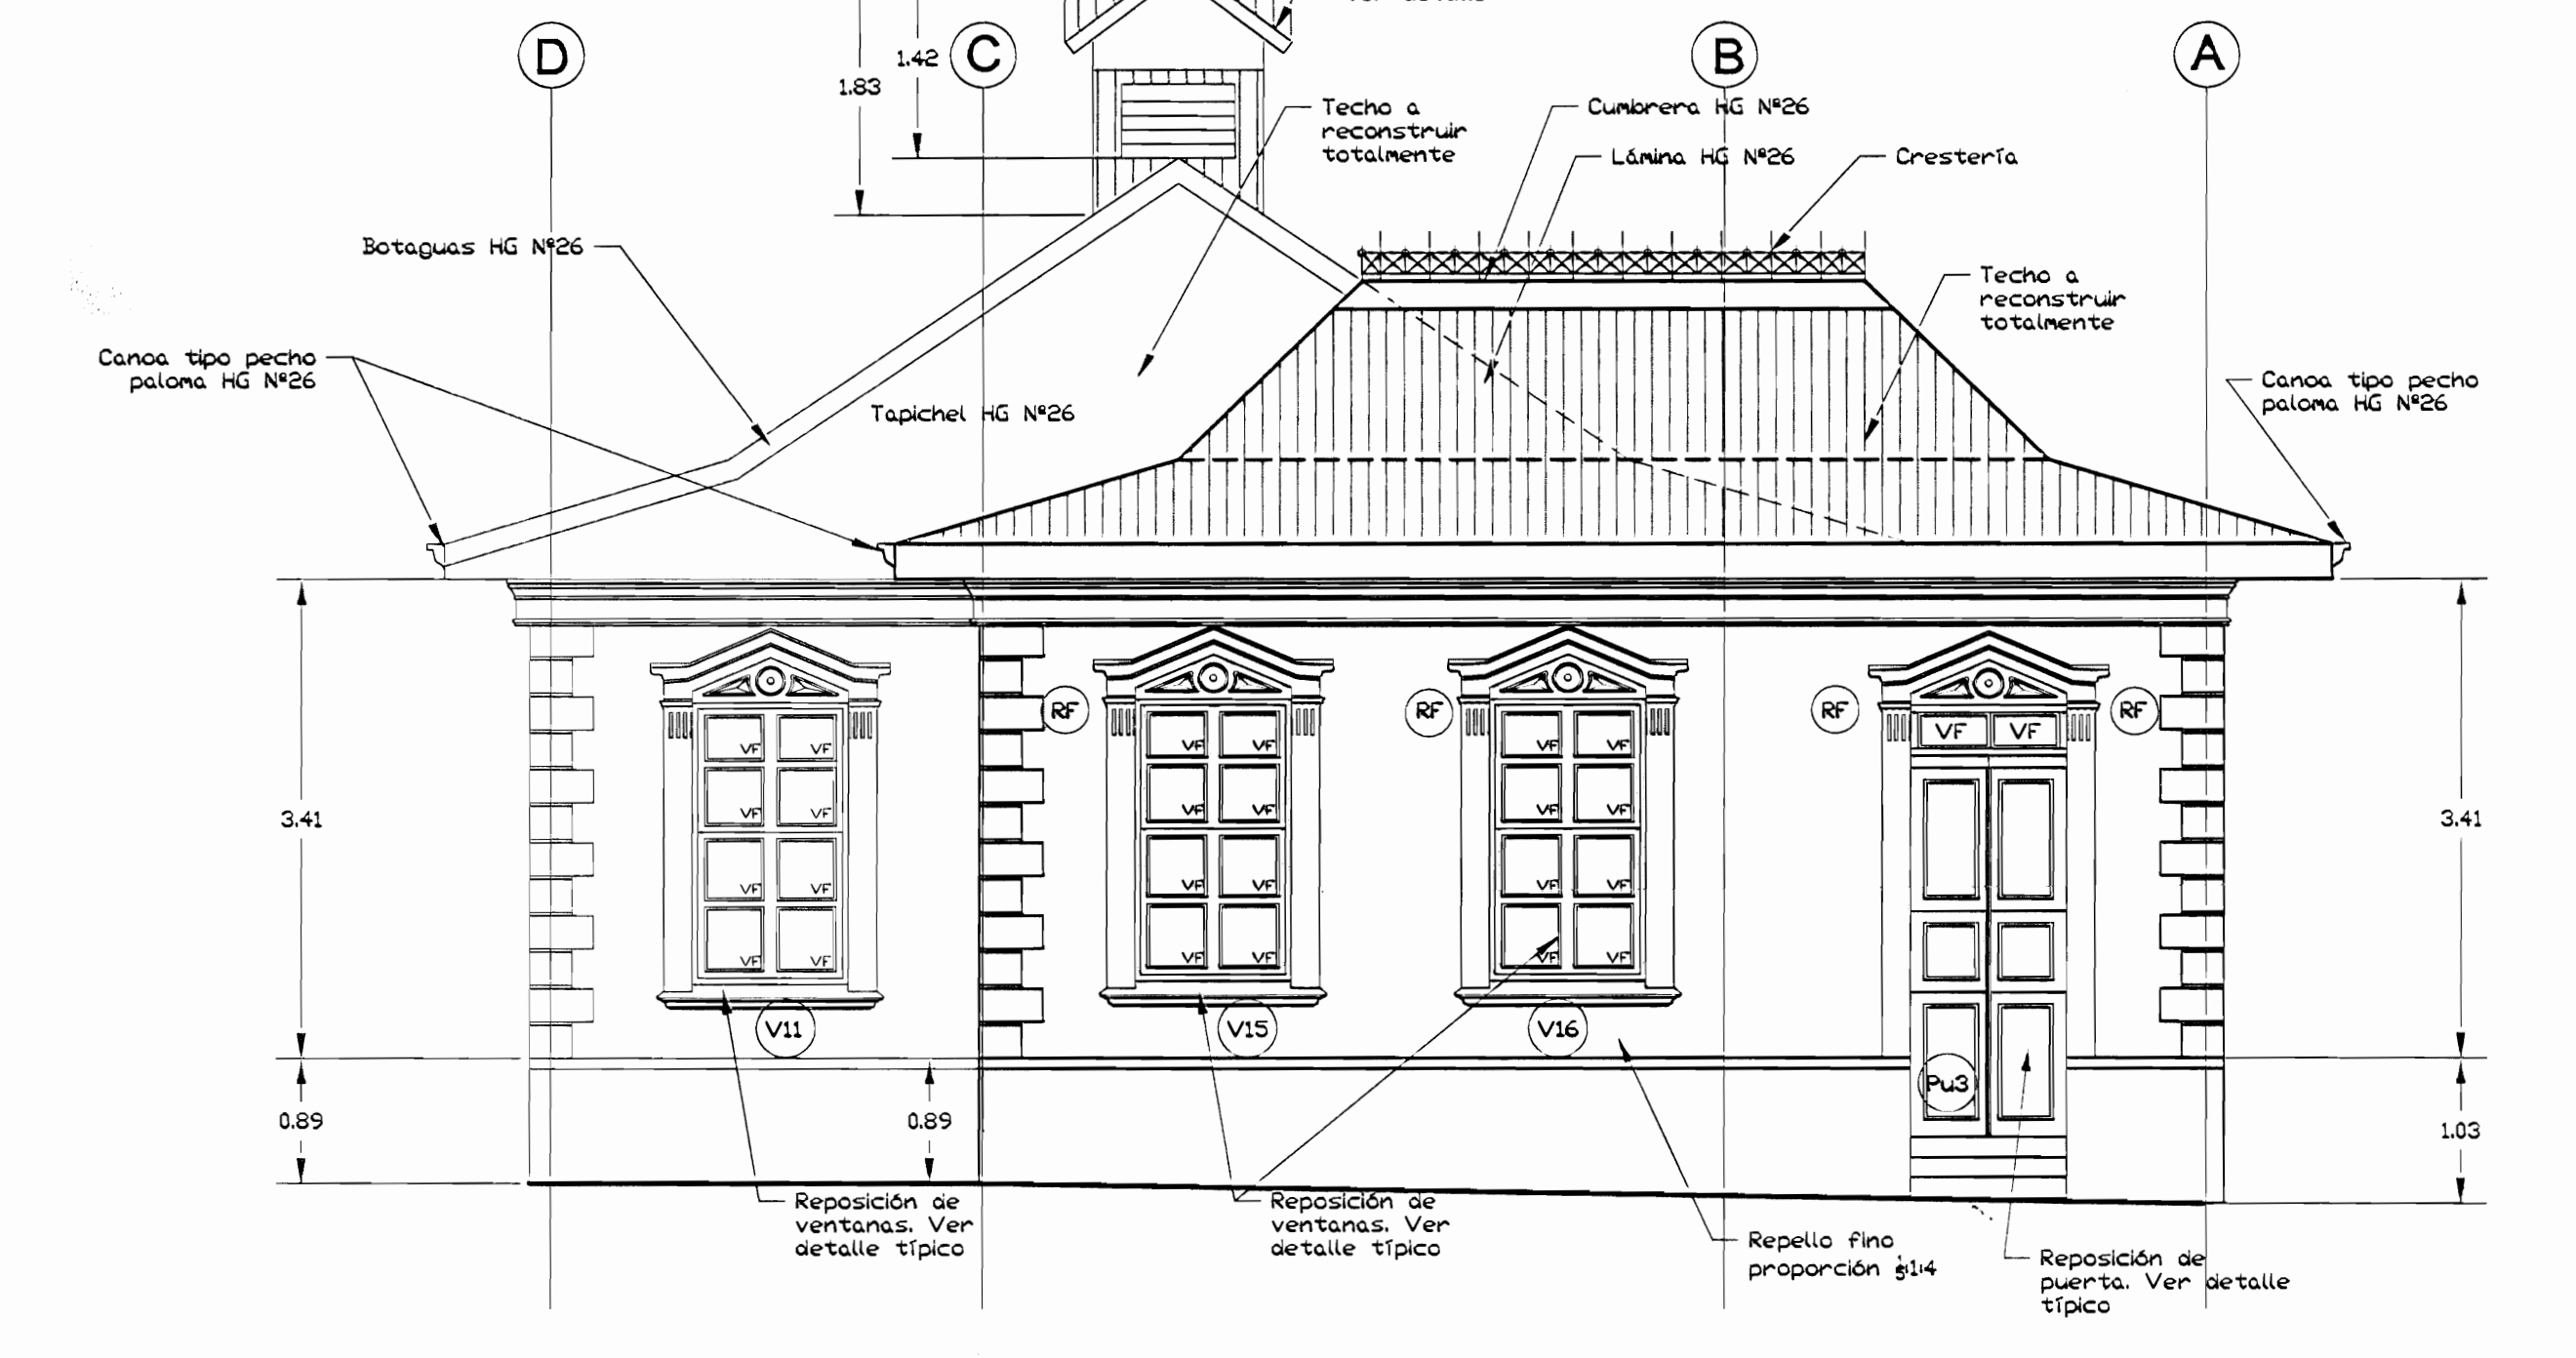 D
C
B
A
1.42
1.83
Techo a
reconstruir
totalmente
Cumbrera HG Nº26
Lámina HG Nº26
Crestería
Botaguas HG Nº26
Techo a
reconstruir
totalmente
Canoa tipo pecho
paloma HG Nº26
Canoa tipo pecho
paloma HG Nº26
Tapichel HG Nº26
RF
RF
RF
RF
VF VF
VF VF
VF VF
VF VF
VF VF
VF VF
VF VF
VF VF
VF VF
VF VF
VF VF
VF VF
VF VF
3.41
3.41
V11
V15
V16
Pu3
0.89
0.89
1.03
Reposición de
ventanas. Ver
detalle típico
Reposición de
ventanas. Ver
detalle típico
Repello fino
proporción
Reposición de
puerta. Ver detalle
típico